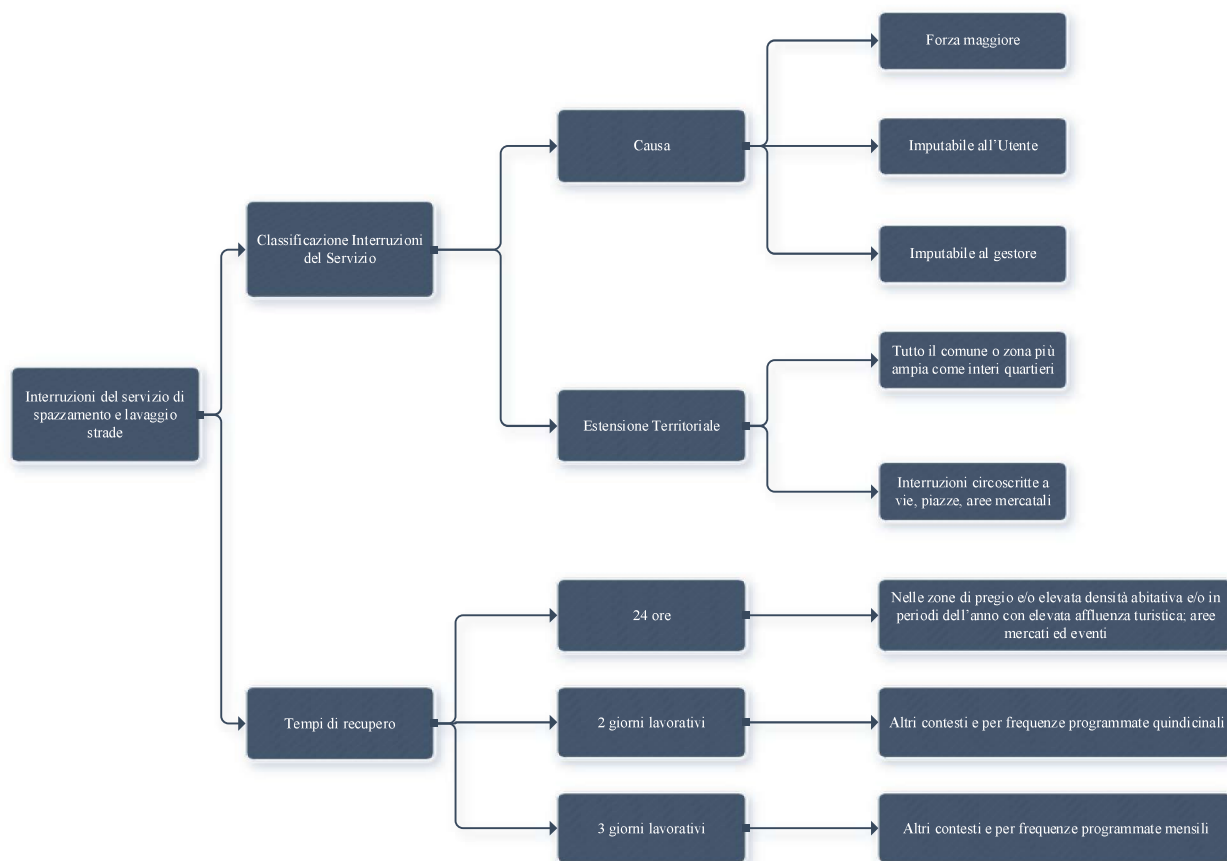 Forza maggiore
Causa
Imputabile all'Utente
Classificazione Interruzioni
del Servizio
Imputabile al gestore
Tutto il comune o zona più
ampia come interi quartieri
Interruzioni del servizio di
spazzamento e lavaggio
strade
Estensione Territoriale
Interruzioni circoscritte a
vie, piazze, aree mercatali
24 ore
Nelle zone di pregio e/o elevata densità abitativa e/o in
periodi dell'anno con elevata affluenza turistica; aree
mercati ed eventi
Tempi di recupero
2 giorni lavorativi
Altri contesti e per frequenze programmate quindicinali
3 giorni lavorativi
Altri contesti e per frequenze programmate mensili